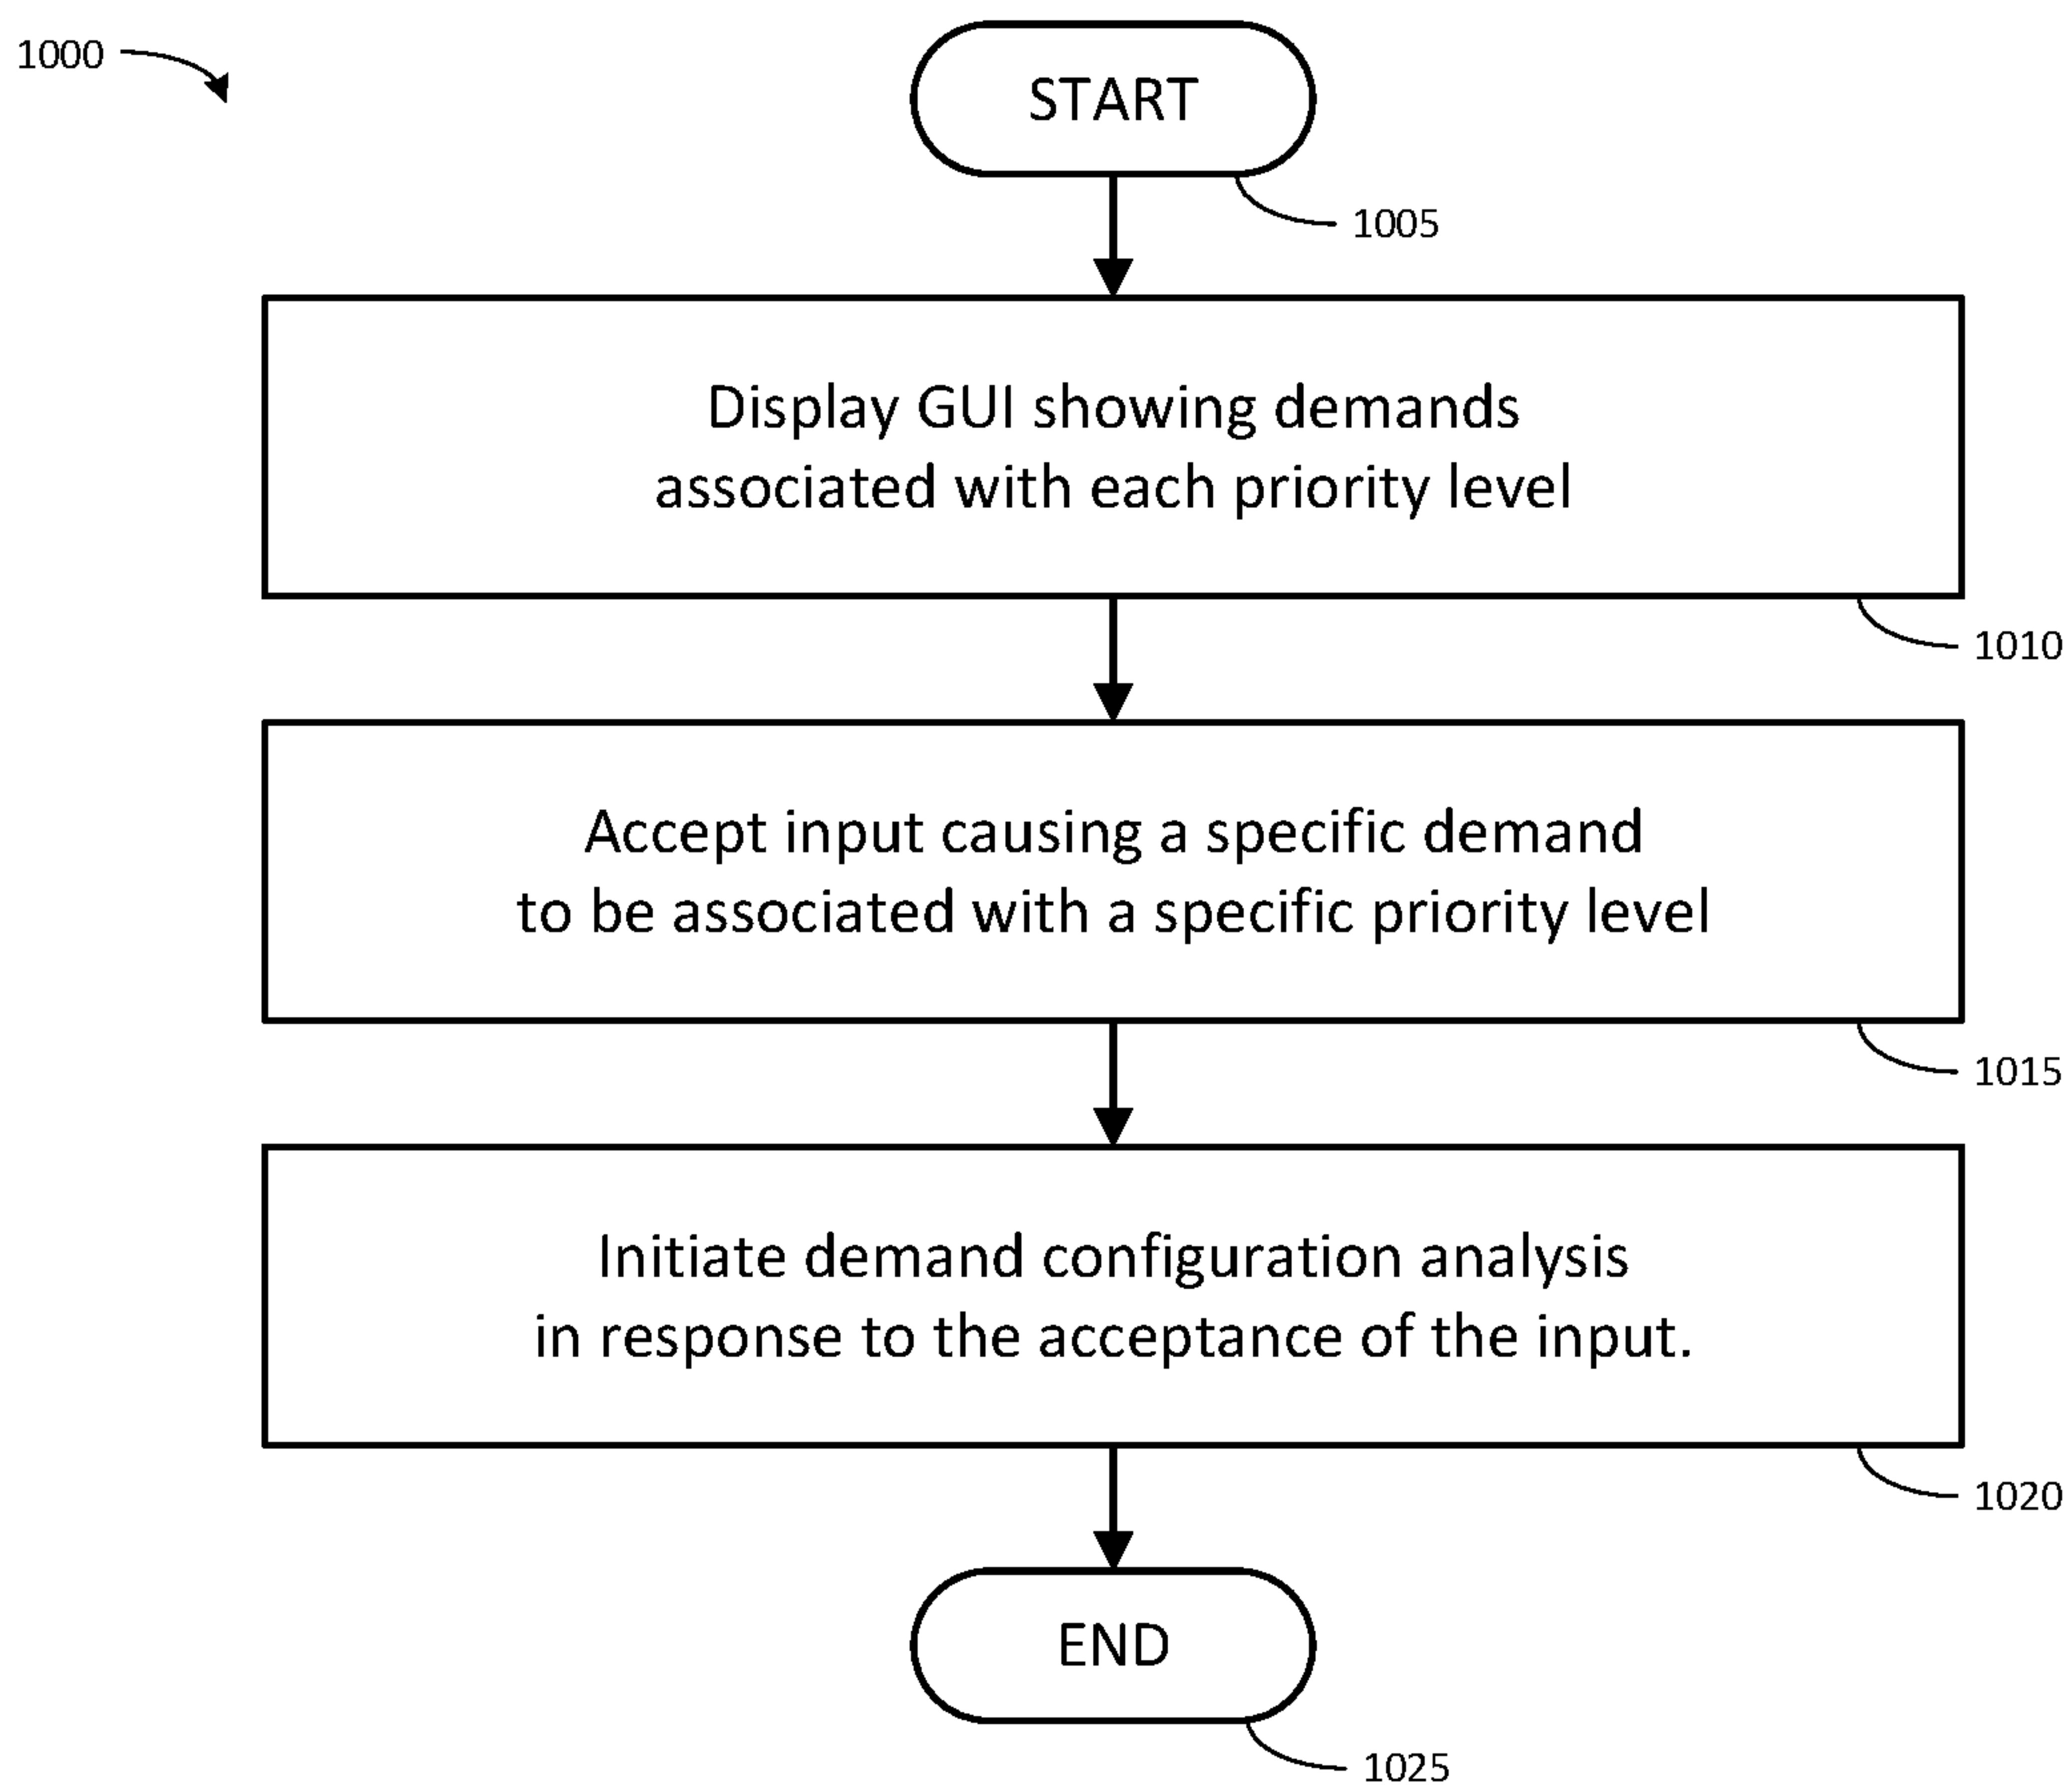 1000
START
1005
Display GUI showing demands
associated with each priority level
1010
Accept input causing a specific demand
to be associated with a specific priority level
1015
Initiate demand configuration analysis
in response to the acceptance of the input.
1020
END
1025